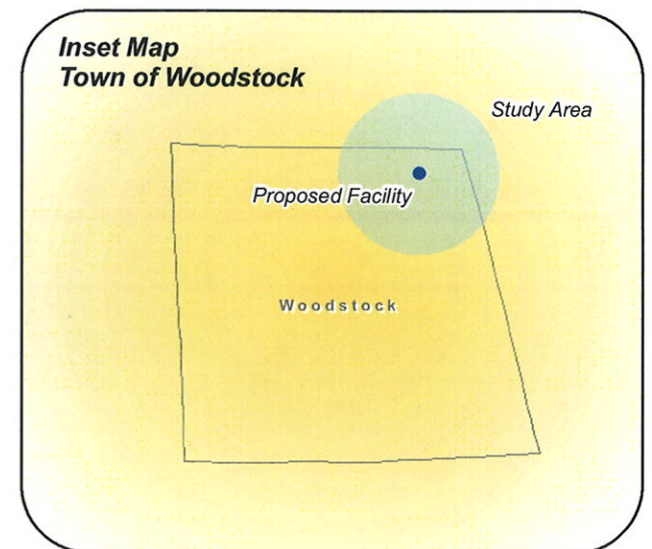 Inset Map
Town of Woodstock
Study Area
Proposed Facility
Woodstock